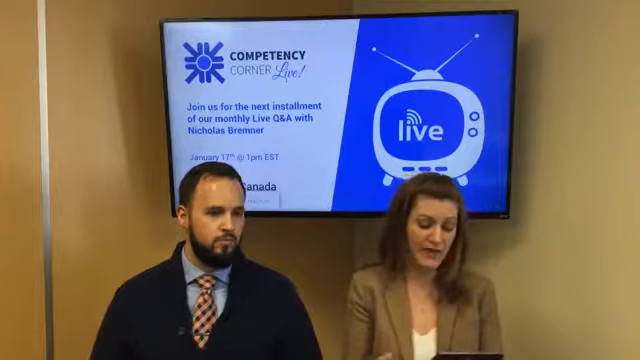 COMPETENCY
CORNER Live!
Join us for the next installment
of our monthly Live Q&A with
Nicholas Bremner
January 17th @ 1pm EST
Canada
live